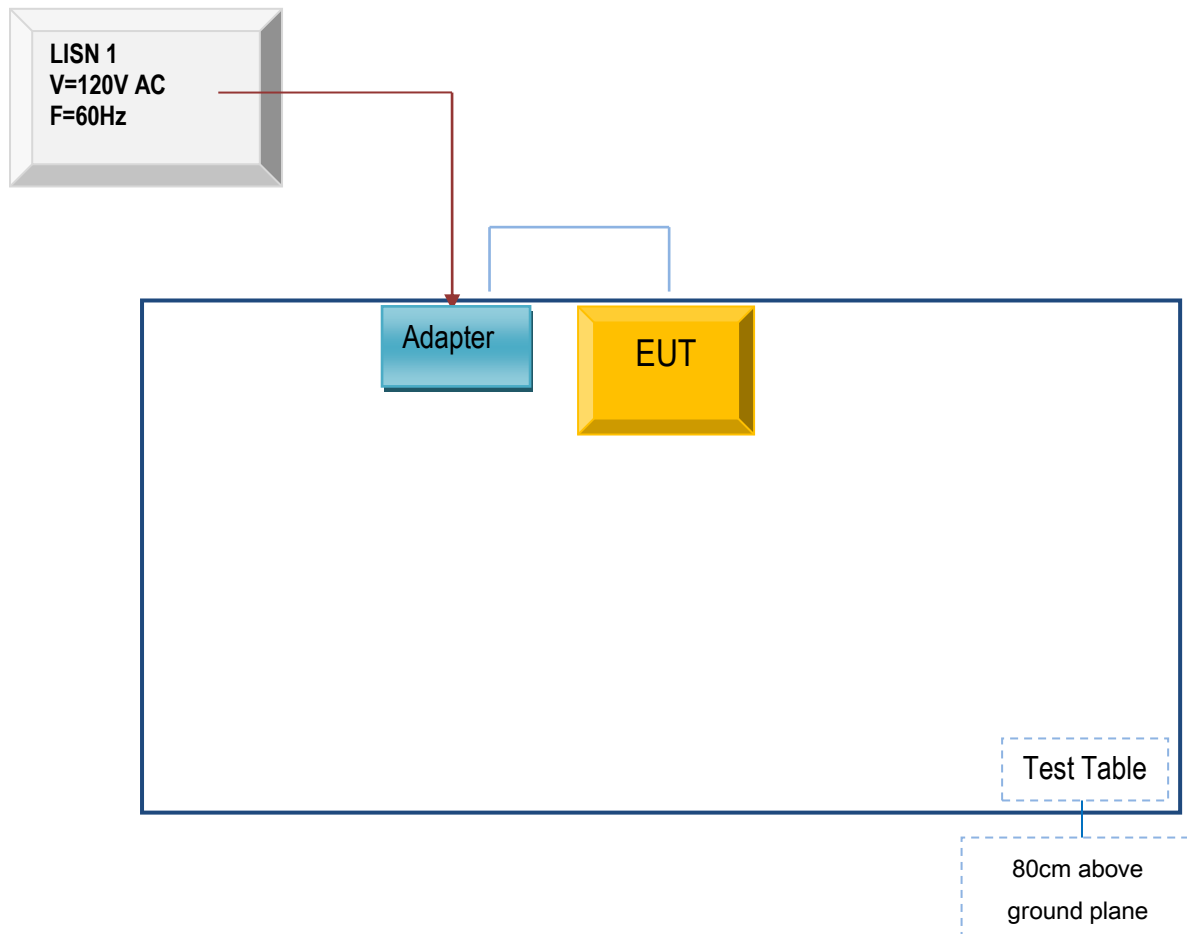 LISN 1
V=120V AC
F=60Hz
Adapter
EUT
Test Table
80cm above
ground plane